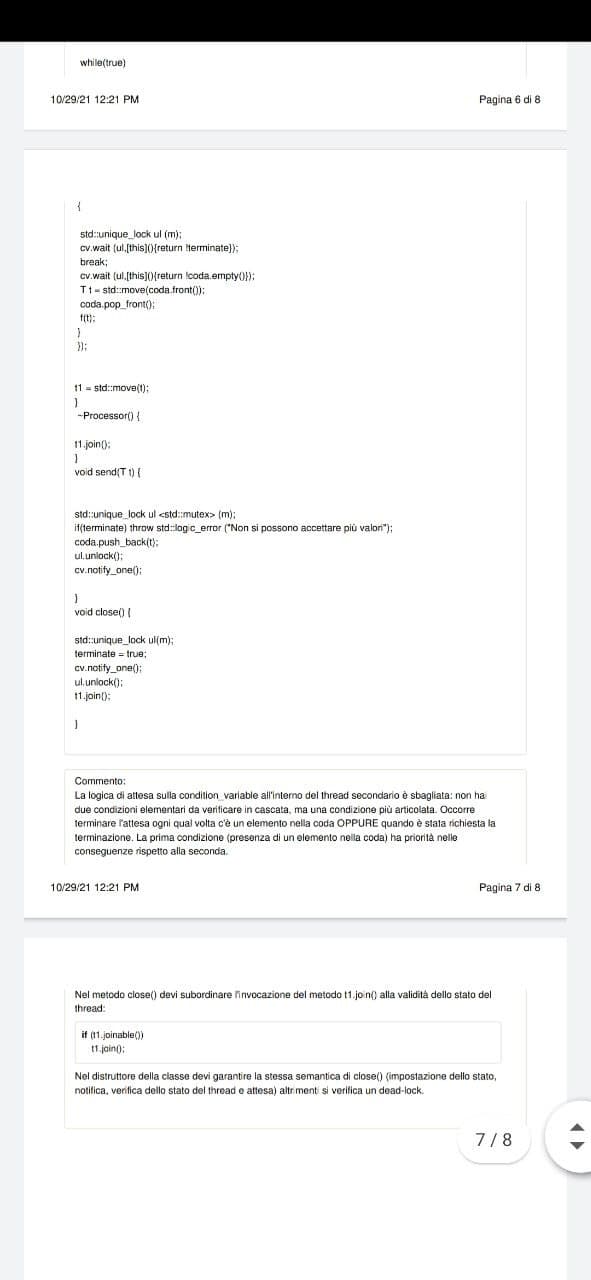 while(true)
10/29/21 12:21 PM
Pagina 6 di 8
{
std::unique_lock ul (m);
cv.wait (ul,[this](){return !terminate});
break;
cv.wait (ul,[this](){return !coda.empty()});
T t = std::move(coda.front());
coda.pop_front();
f(t);
}
});
t1 = std::move(t);
}
~Processor() {
t1.join();
}
void send(T t) {
std::unique_lock ul <std::mutex> (m);
if(terminate) throw std::logic_error ("Non si possono accettare più valori");
coda.push_back(t);
ul.unlock();
cv.notify_one();
}
void close() {
std::unique_lock ul(m);
terminate = true;
cv.notify_one();
ul.unlock();
t1.join();
}
Commento:
La logica di attesa sulla condition_variable all'interno del thread secondario è sbagliata: non hai
due condizioni elementari da verificare in cascata, ma una condizione più articolata. Occorre
terminare l'attesa ogni qual volta c'è un elemento nella coda OPPURE quando è stata richiesta la
terminazione. La prima condizione (presenza di un elemento nella coda) ha priorità nelle
conseguenze rispetto alla seconda.
10/29/21 12:21 PM
Pagina 7 di 8
Nel metodo close() devi subordinare l'invocazione del metodo t1.join() alla validità dello stato del
thread:
if (t1.joinable())
t1.join();
Nel distruttore della classe devi garantire la stessa semantica di close() (impostazione dello stato,
notifica, verifica dello stato del thread e attesa) altrimenti si verifica un dead-lock.
7 / 8